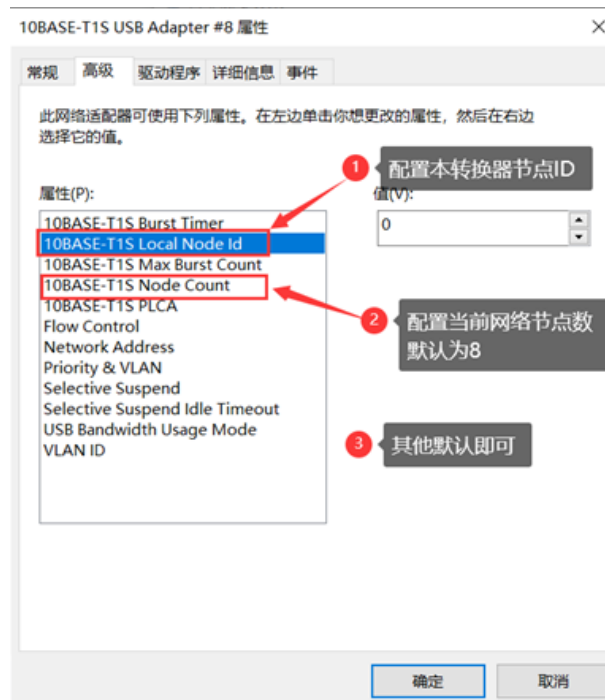 10BASE-T1S USB Adapter #8 属性
常规 高级 驱动程序 详细信息 事件
此网络适配器可使用下列属性。在左边单击你想更改的属性，然后在右边
选择它的值。
1 配置本转换器节点ID
属性(P):
值(V):
10BASE-T1S Burst Timer
0
10BASE-T1S Local Node Id
10BASE-T1S Max Burst Count
10BASE-T1S Node Count
10BASE-T1S PLCA
2 配置当前网络节点数
默认为8
Flow Control
Network Address
Priority & VLAN
Selective Suspend
Selective Suspend Idle Timeout
USB Bandwidth Usage Mode
VLAN ID
3 其他默认即可
确定 取消